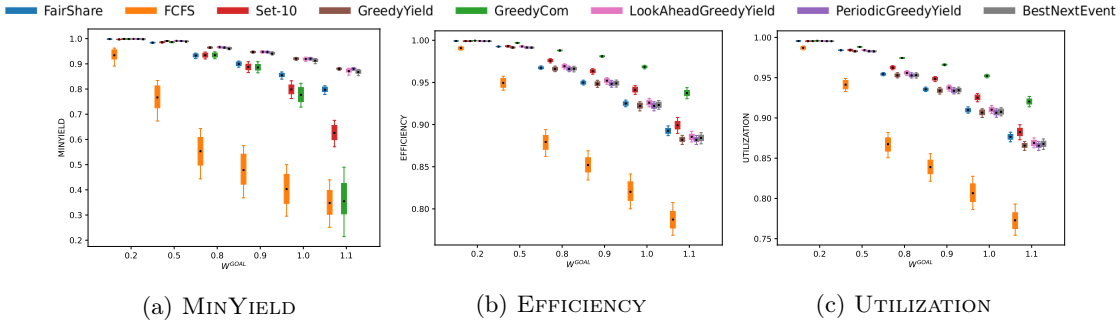 FairShare FCFS Set-10 GreedyYield GreedyCom LookAheadGreedyYield PeriodicGreedyYield BestNextEvent
MINYIELD
1.0
0.9
0.8
0.7
0.6
0.5
0.4
0.3
0.2
0.2 0.5 0.8 0.9 1.0 1.1
W^GOAL
(a) MINYIELD
EFFICIENCY
1.00
0.95
0.90
0.85
0.80
0.2 0.5 0.8 0.9 1.0 1.1
W^GOAL
(b) EFFICIENCY
UTILIZATION
1.00
0.95
0.90
0.85
0.80
0.75
0.2 0.5 0.8 0.9 1.0 1.1
W^GOAL
(c) UTILIZATION